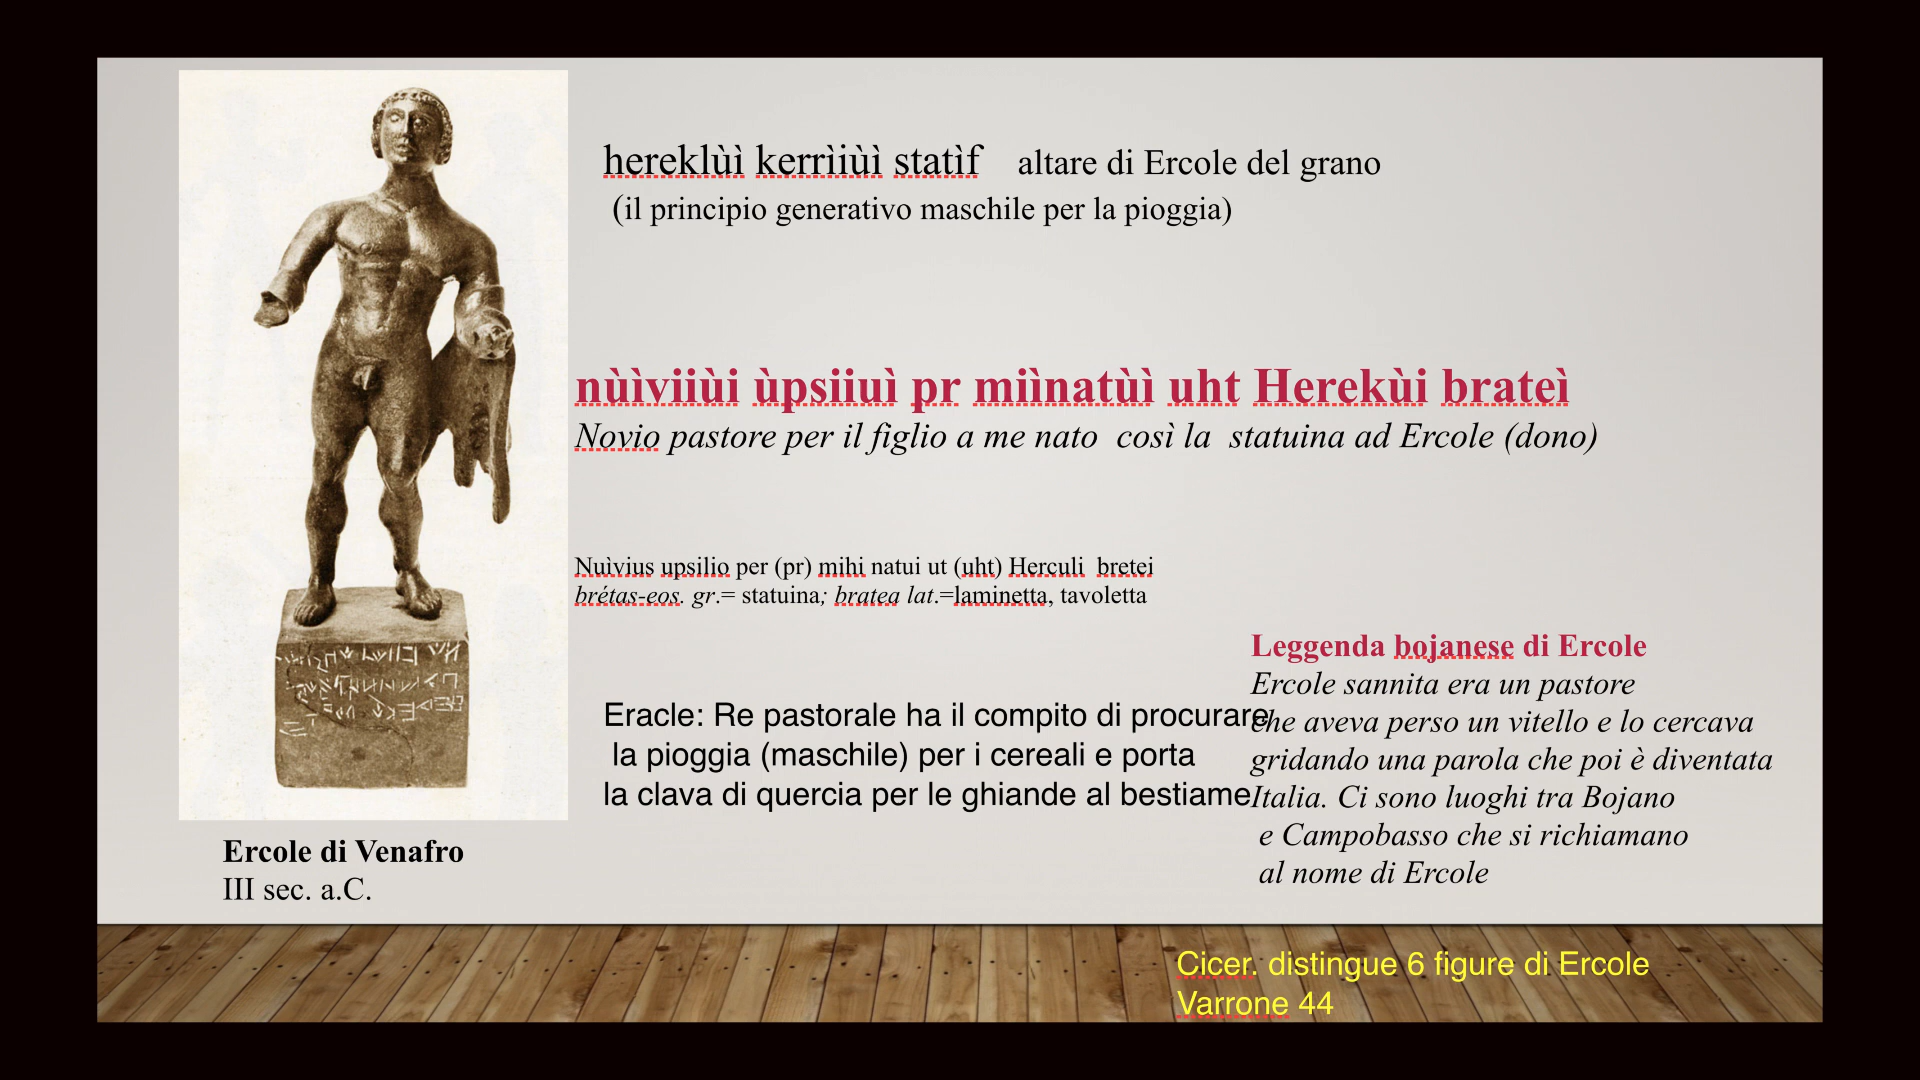 hereklùì kerrìiùì statìf altare di Ercole del grano
(il principio generativo maschile per la pioggia)
nùìviiùi ùpsiiuì pr miìnatùì uht Herekùi brateì
Novio pastore per il figlio a me nato così la statuina ad Ercole (dono)
Nuìvius upsilio per (pr) mihi natui ut (uht) Herculi bretei
brétas-eos. gr.= statuina; bratea lat.=laminetta, tavoletta
Eracle: Re pastorale ha il compito di procurare
la pioggia (maschile) per i cereali e porta
la clava di quercia per le ghiande al bestiame
Leggenda bojanese di Ercole
Ercole sannita era un pastore
che aveva perso un vitello e lo cercava
gridando una parola che poi è diventata
Italia. Ci sono luoghi tra Bojano
e Campobasso che si richiamano
al nome di Ercole
Ercole di Venafro
III sec. a.C.
Cicer. distingue 6 figure di Ercole
Varrone 44